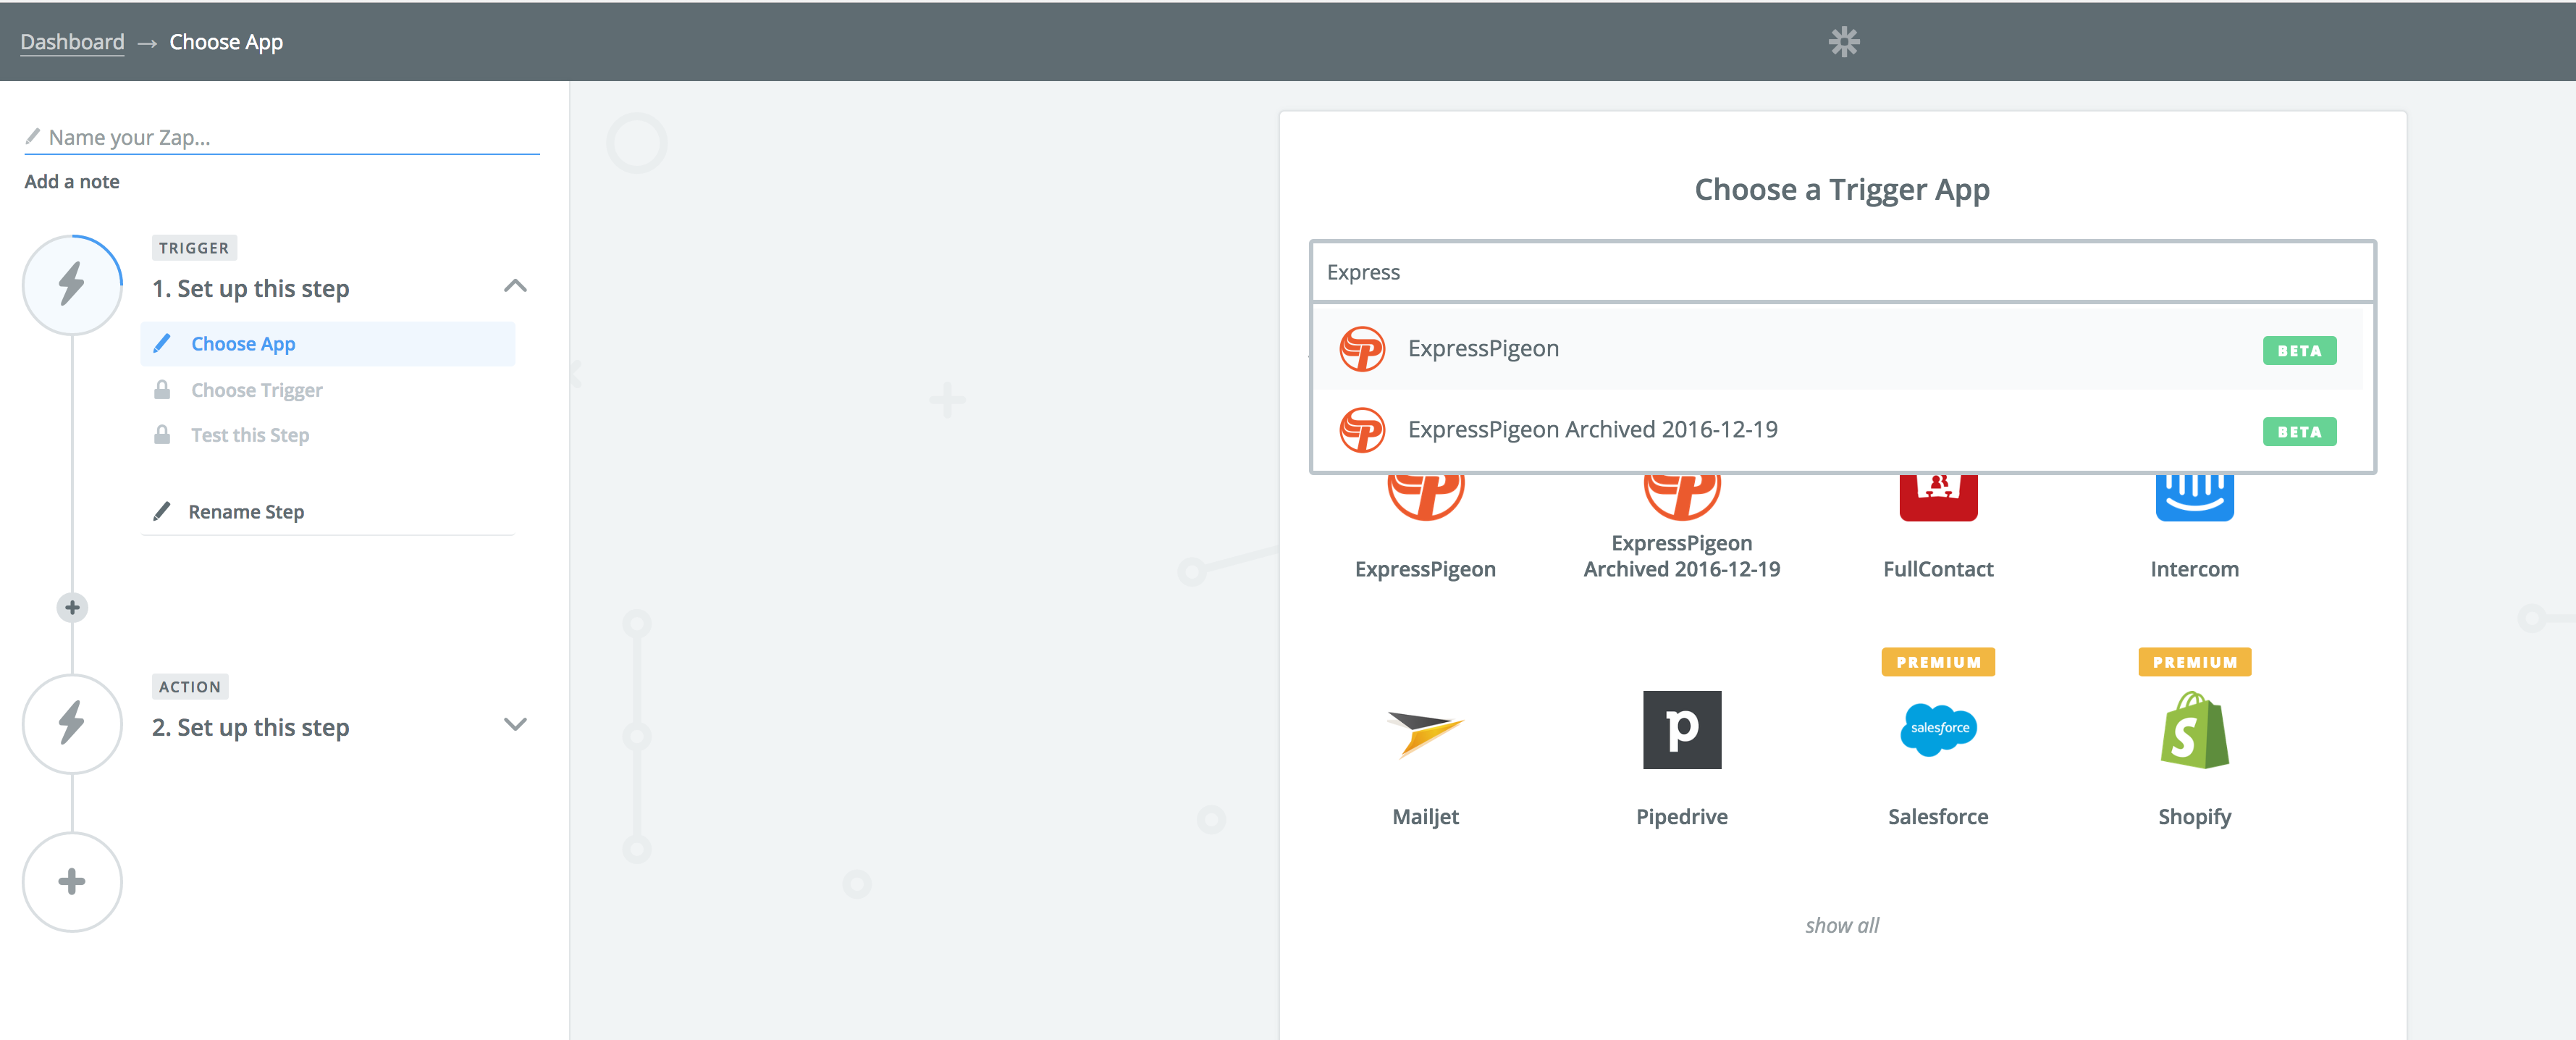 Dashboard → Choose App
Name your Zap...
Add a note
TRIGGER
1. Set up this step
Choose App
Choose Trigger
Test this Step
Rename Step
ACTION
2. Set up this step
Choose a Trigger App
Express
ExpressPigeon BETA
ExpressPigeon Archived 2016-12-19 BETA
ExpressPigeon
ExpressPigeon
Archived 2016-12-19
FullContact
Intercom
PREMIUM
PREMIUM
p
salesforce
S
Mailjet
Pipedrive
Salesforce
Shopify
show all